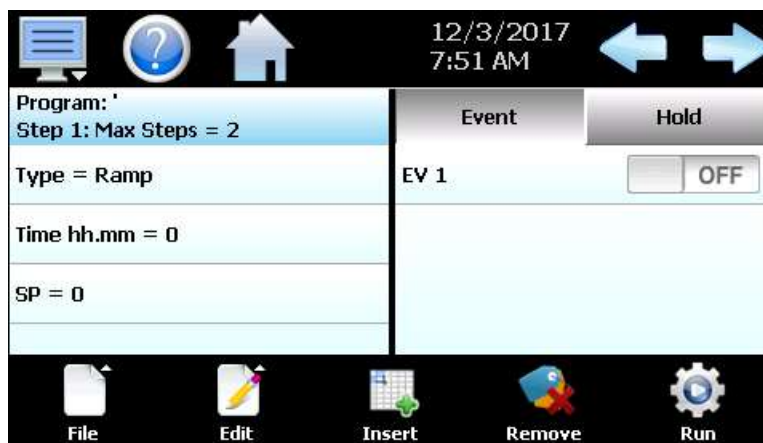 ?
12/3/2017
7:51 AM
Program: '
Step 1: Max Steps = 2
Type = Ramp
Time hh.mm = 0
SP = 0
Event
Hold
EV 1
OFF
File
Edit
Insert
Remove
Run